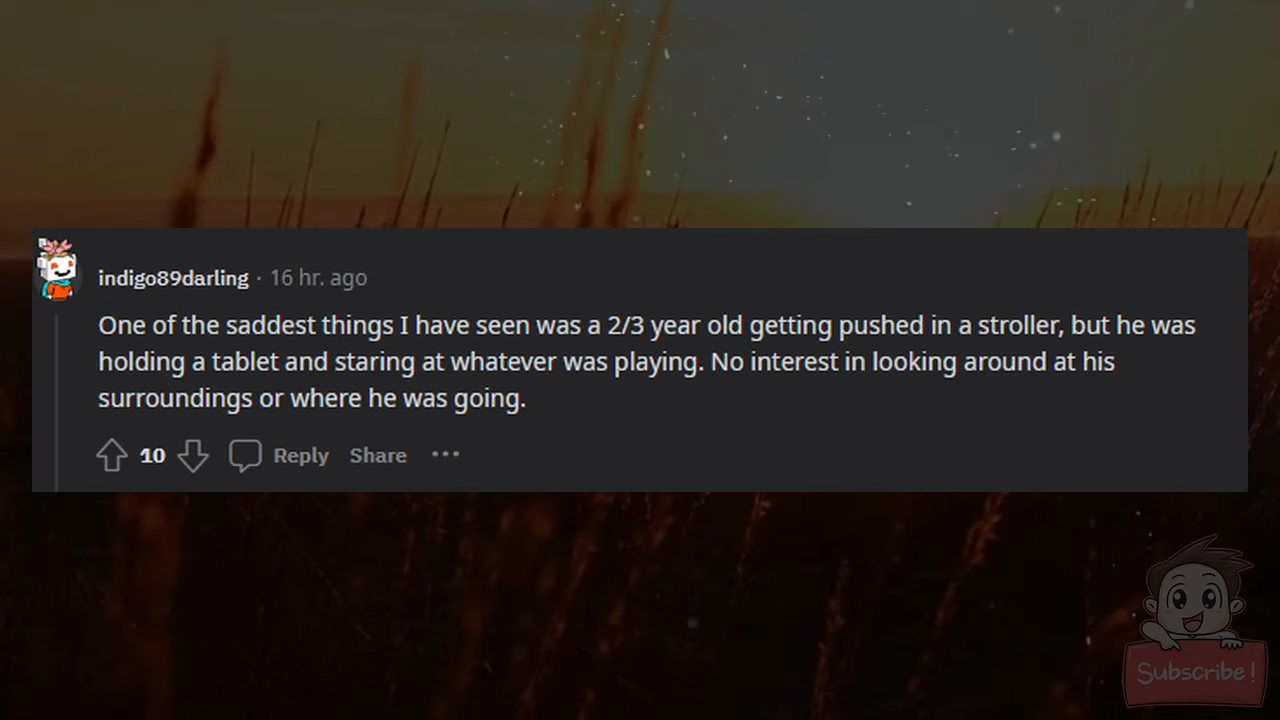 indigo89darling · 16 hr. ago
One of the saddest things I have seen was a 2/3 year old getting pushed in a stroller, but he was
holding a tablet and staring at whatever was playing. No interest in looking around at his
surroundings or where he was going.
10 Reply Share ···
Subscribe!